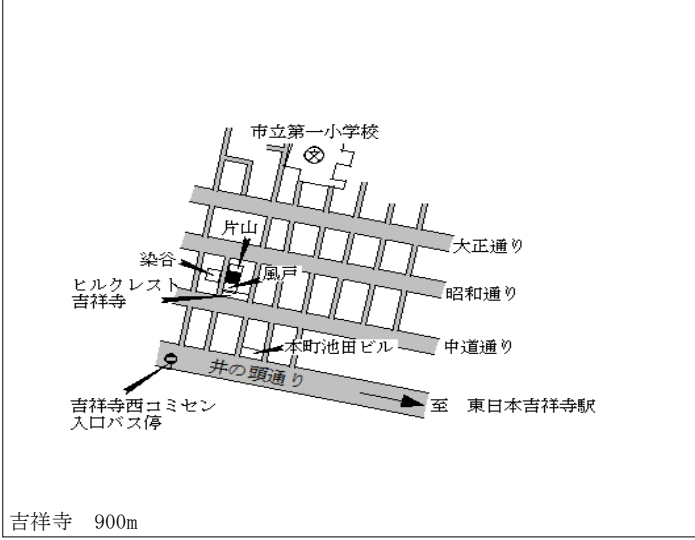 市立第一小学校
片山
大正通り
染谷
風戸
ヒルクレスト
吉祥寺
昭和通り
本町池田ビル
中道通り
井の頭通り
吉祥寺西コミセン
入口バス停
至　東日本吉祥寺駅
吉祥寺　900m